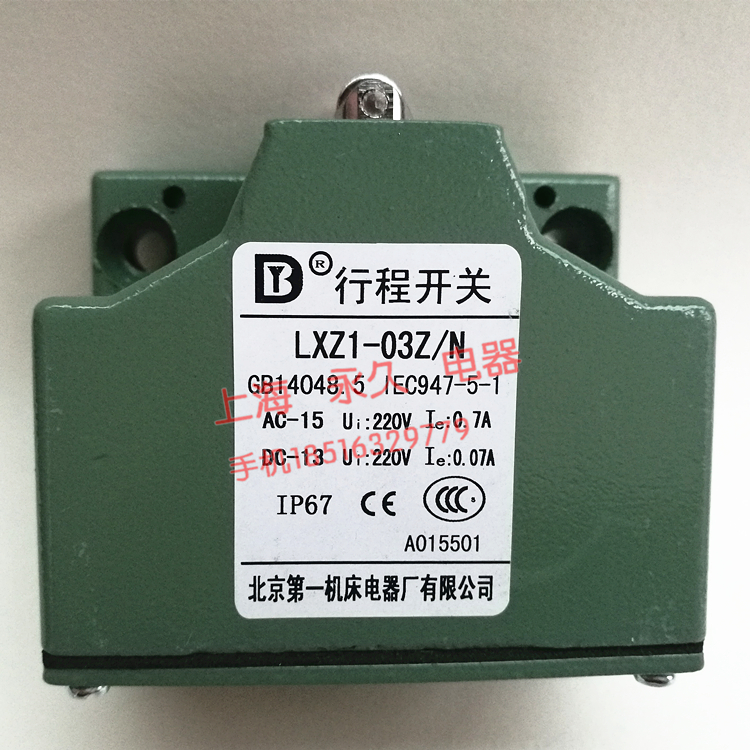 BY ® 行程开关
LXZ1-03Z/N
GB14048.5 IEC947-5-1
上海 永久 电器
AC-15 Ui:220V Ie:0.7A
手机18516329779
DC-13 Ui:220V Ie:0.07A
IP67 CE CCC S
A015501
北京第一机床电器厂有限公司